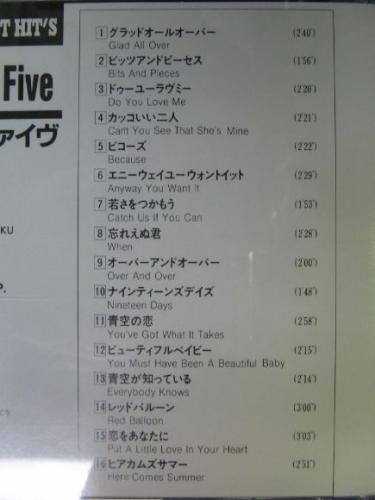 T HIT'S
Five
ァイヴ
KU
P.
1 グラッドオールオーバー (2'40")
Glad All Over
2 ビッツアンドピーセス (1'56")
Bits And Pieces
3 ドゥーユーラヴミー (2'20")
Do You Love Me
4 カッコいい二人 (2'21")
Can't You See That She's Mine
5 ビコーズ (2'22")
Because
6 エニーウェイユーウォントイット (2'29")
Anyway You Want It
7 若さをつかもう (1'53")
Catch Us If You Can
8 忘れえぬ君 (2'28")
When
9 オーバーアンドオーバー (2'00")
Over And Over
10 ナインティーンズデイズ (1'48")
Nineteen Days
11 青空の恋 (2'58")
You've Got What It Takes
12 ビューティフルベイビー (2'15")
You Must Have Been A Beautiful Baby
13 青空が知っている (2'14")
Everybody Knows
14 レッドバルーン (3'00")
Red Balloon
15 恋をあなたに (3'03")
Put A Little Love In Your Heart
16 ヒアカムズサマー (2'51")
Here Comes Summer